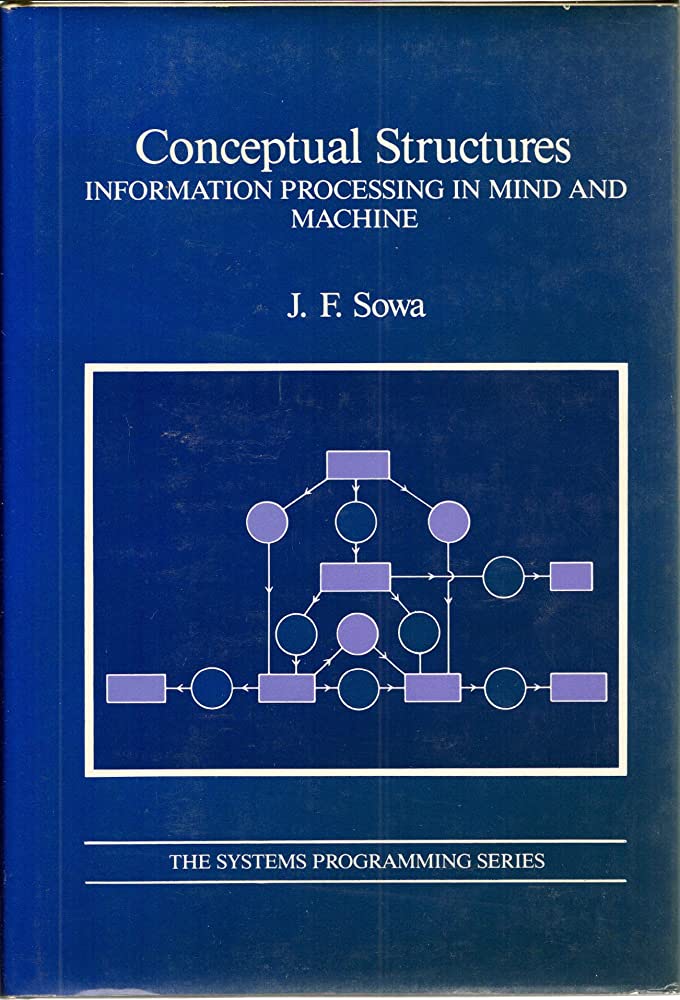 Conceptual Structures
INFORMATION PROCESSING IN MIND AND
MACHINE
J. F. Sowa
THE SYSTEMS PROGRAMMING SERIES